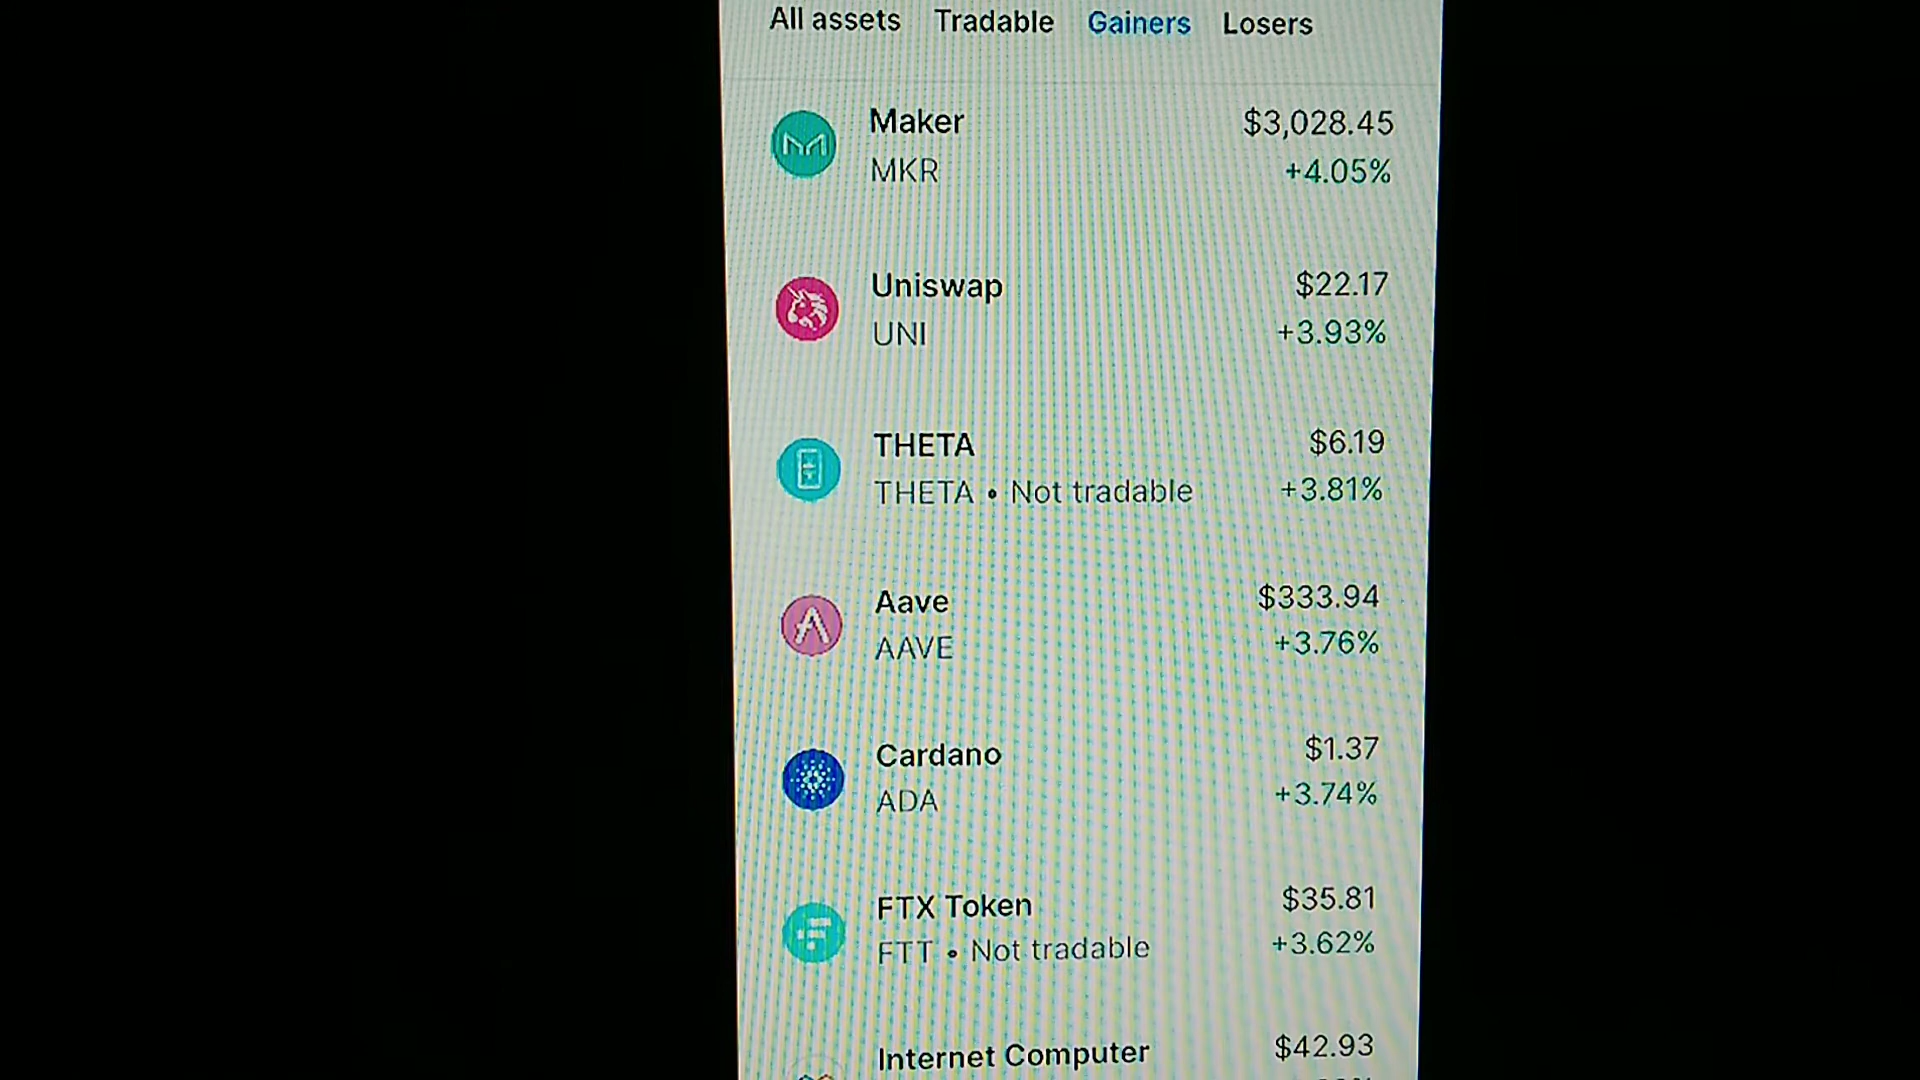 All assets Tradable Gainers Losers
Maker $3,028.45
MKR +4.05%
Uniswap $22.17
UNI +3.93%
THETA $6.19
THETA • Not tradable +3.81%
Aave $333.94
AAVE +3.76%
Cardano $1.37
ADA +3.74%
FTX Token $35.81
FTT • Not tradable +3.62%
Internet Computer $42.93